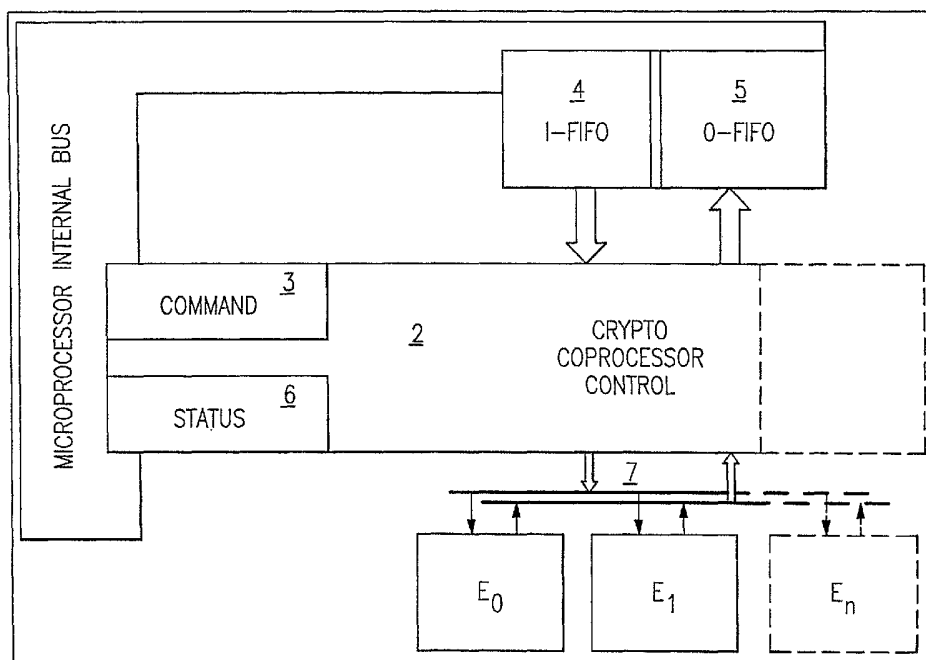 MICROPROCESSOR INTERNAL BUS
4
I-FIFO
5
O-FIFO
3
COMMAND
2
CRYPTO
COPROCESSOR
CONTROL
6
STATUS
7
E0
E1
En